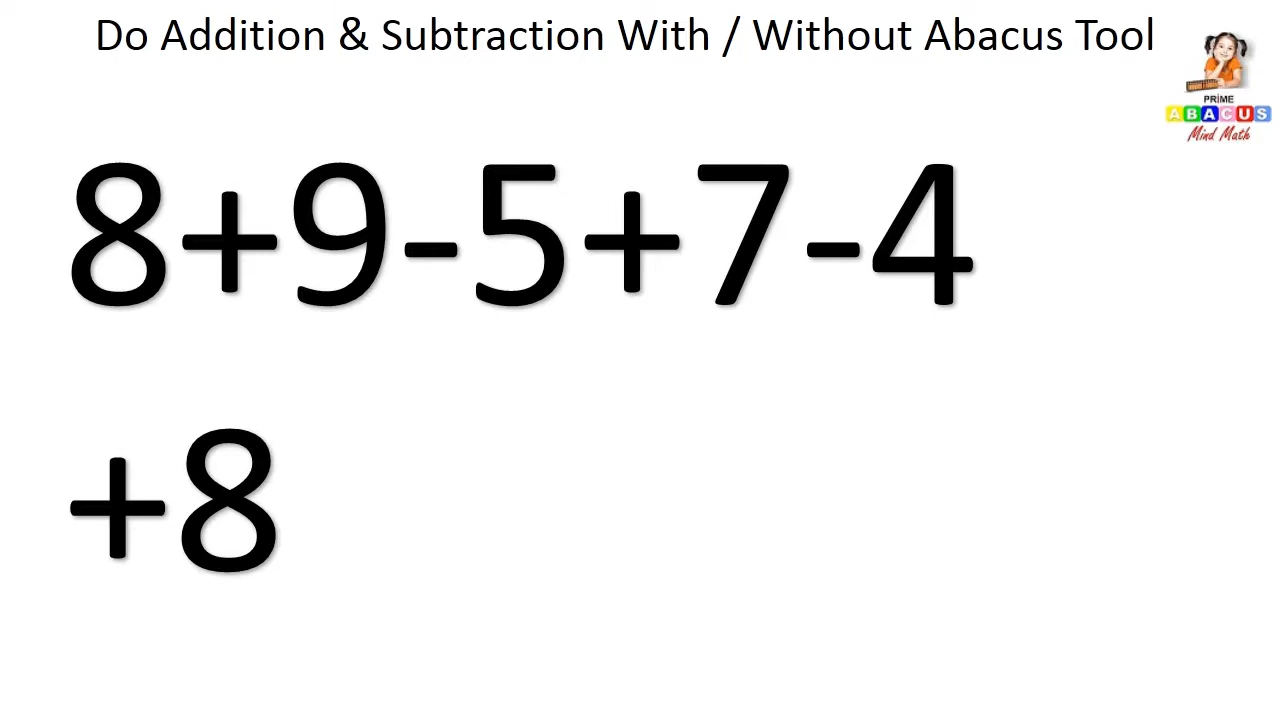 Do Addition & Subtraction With / Without Abacus Tool
PRIME
ABACUS
Mind Math
8+9-5+7-4
+8